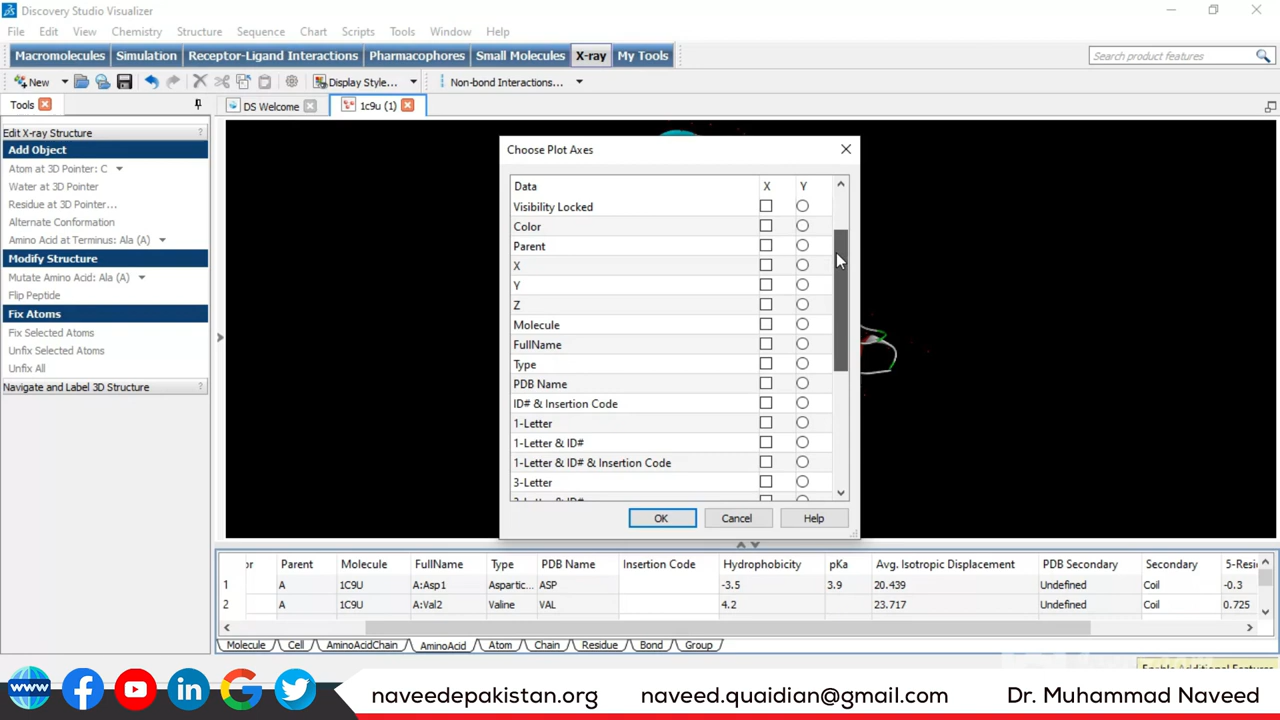 Discovery Studio Visualizer
File Edit View Chemistry Structure Sequence Chart Scripts Tools Window Help
Macromolecules Simulation Receptor-Ligand Interactions Pharmacophores Small Molecules X-ray My Tools Search product features
New Display Style... Non-bond Interactions...
Tools DS Welcome 1c9u (1)
Edit X-ray Structure ?
Add Object
Atom at 3D Pointer: C
Water at 3D Pointer
Residue at 3D Pointer...
Alternate Conformation
Amino Acid at Terminus: Ala (A)
Modify Structure
Mutate Amino Acid: Ala (A)
Flip Peptide
Fix Atoms
Fix Selected Atoms
Unfix Selected Atoms
Unfix All
Navigate and Label 3D Structure ?
Choose Plot Axes
Data X Y
Visibility Locked
Color
Parent
X
Y
Z
Molecule
FullName
Type
PDB Name
ID# & Insertion Code
1-Letter
1-Letter & ID#
1-Letter & ID# & Insertion Code
3-Letter
OK Cancel Help
or Parent Molecule FullName Type PDB Name Insertion Code Hydrophobicity pKa Avg. Isotropic Displacement PDB Secondary Secondary 5-Resi
1 A 1C9U A:Asp1 Aspartic... ASP -3.5 3.9 20.439 Undefined Coil -0.3
2 A 1C9U A:Val2 Valine VAL 4.2 23.717 Undefined Coil 0.725
Molecule Cell AminoAcidChain AminoAcid Atom Chain Residue Bond Group
www naveedepakistan.org naveed.quaidian@gmail.com Dr. Muhammad Naveed